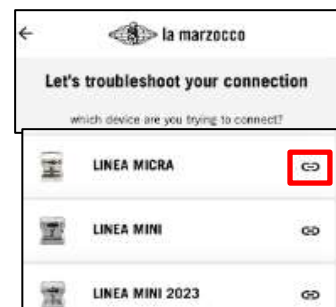 la marzocco
Let's troubleshoot your connection
which device are you trying to connect?
LINEA MICRA
LINEA MINI
LINEA MINI 2023